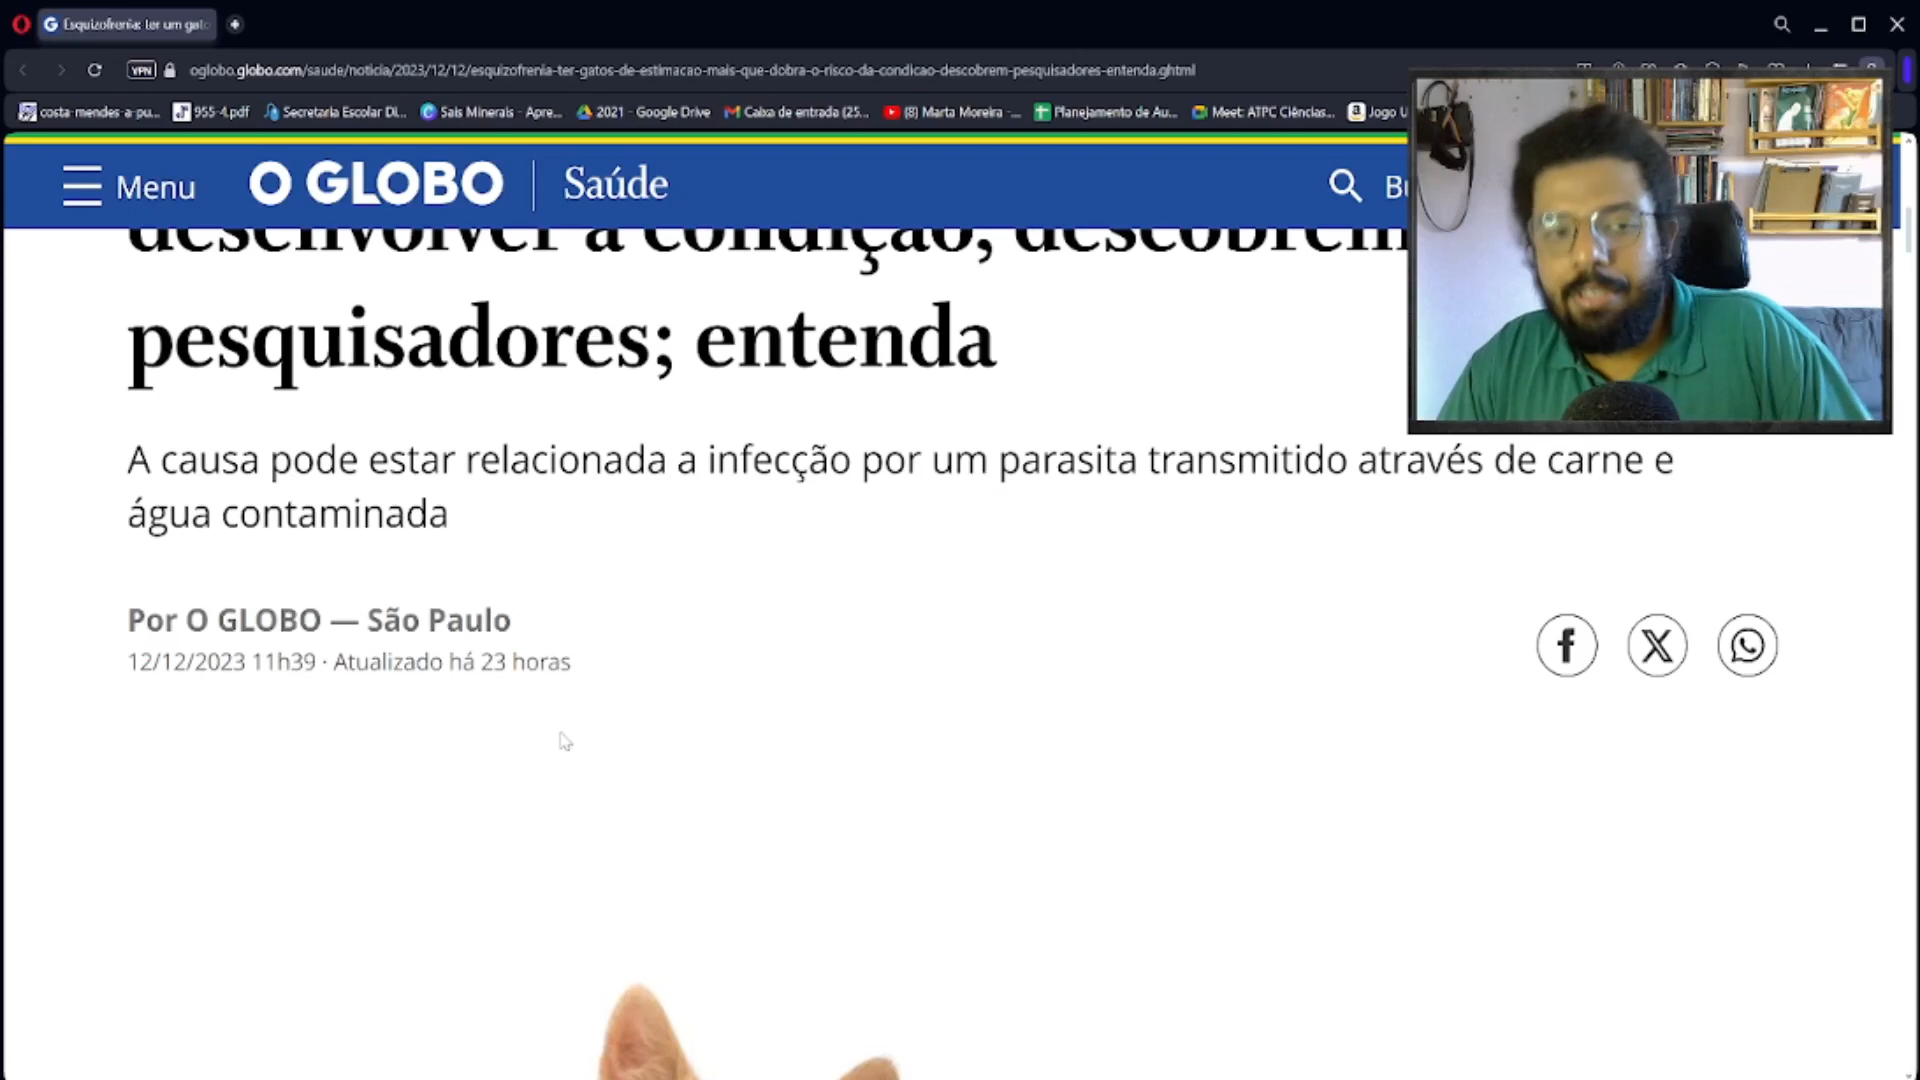 Esquizofrenia: ter um gat
VPN
oglobo.globo.com/saude/noticia/2023/12/12/esquizofrenia-ter-gatos-de-estimacao-mais-que-dobra-o-risco-da-condicao-descobrem-pesquisadores-entenda.ghtml
costa-mendes-a-pu... 955-4.pdf Secretaria Escolar Di... Sais Minerais - Apre... 2021 - Google Drive Caixa de entrada (25... (8) Marta Moreira -... Planejamento de Au... Meet: ATPC Ciências... Jogo U
Menu O GLOBO Saúde Bu
desenvolver a condição, descobrem
pesquisadores; entenda
A causa pode estar relacionada a infecção por um parasita transmitido através de carne e
água contaminada
Por O GLOBO — São Paulo
12/12/2023 11h39 · Atualizado há 23 horas